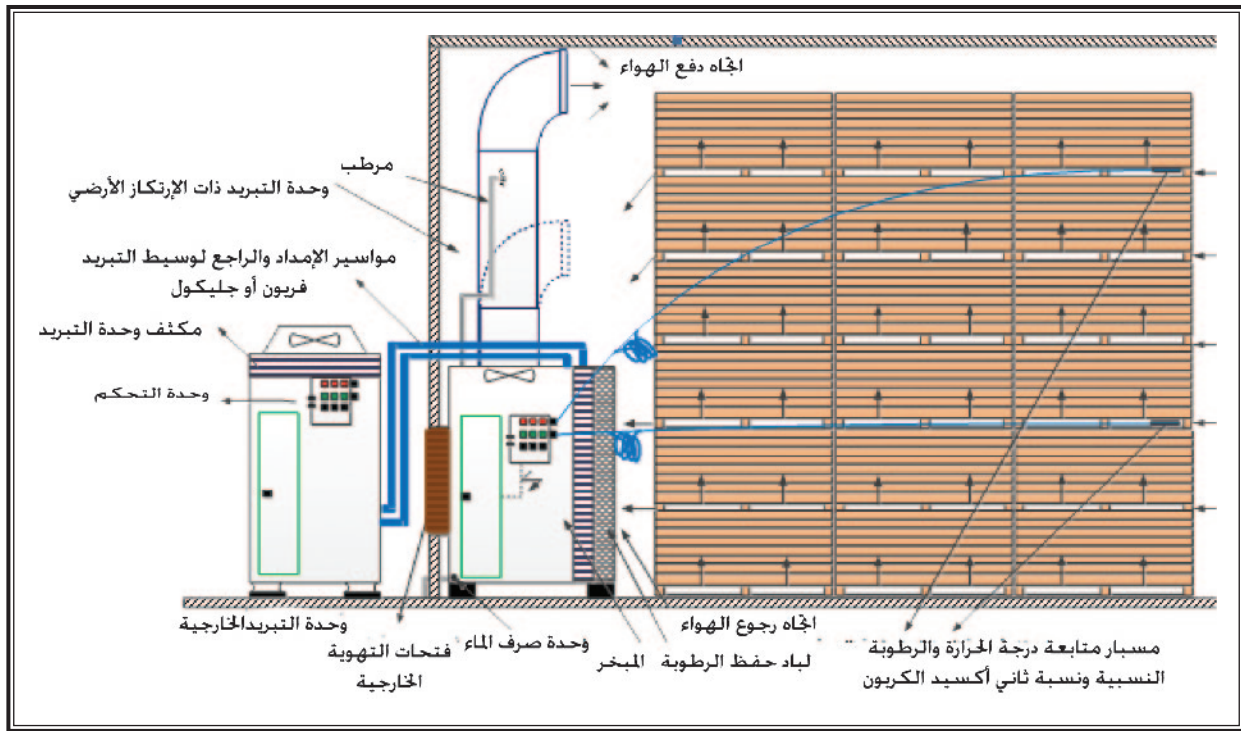 اتجاه دفع الهواء
مرطب
وحدة التبريد ذات الإرتكاز الأرضي
مواسير الإمداد والراجع لوسيط التبريد
فريون أو جليكول
مكثف وحدة التبريد
وحدة التحكم
وحدة التبريد الخارجية
فتحات التهوية
الخارجية
وحدة صرف الماء
المبخر
اتجاه رجوع الهواء
لباد حفظ الرطوبة
مسبار متابعة درجة الحرارة والرطوبة
النسبية ونسبة ثاني أكسيد الكربون